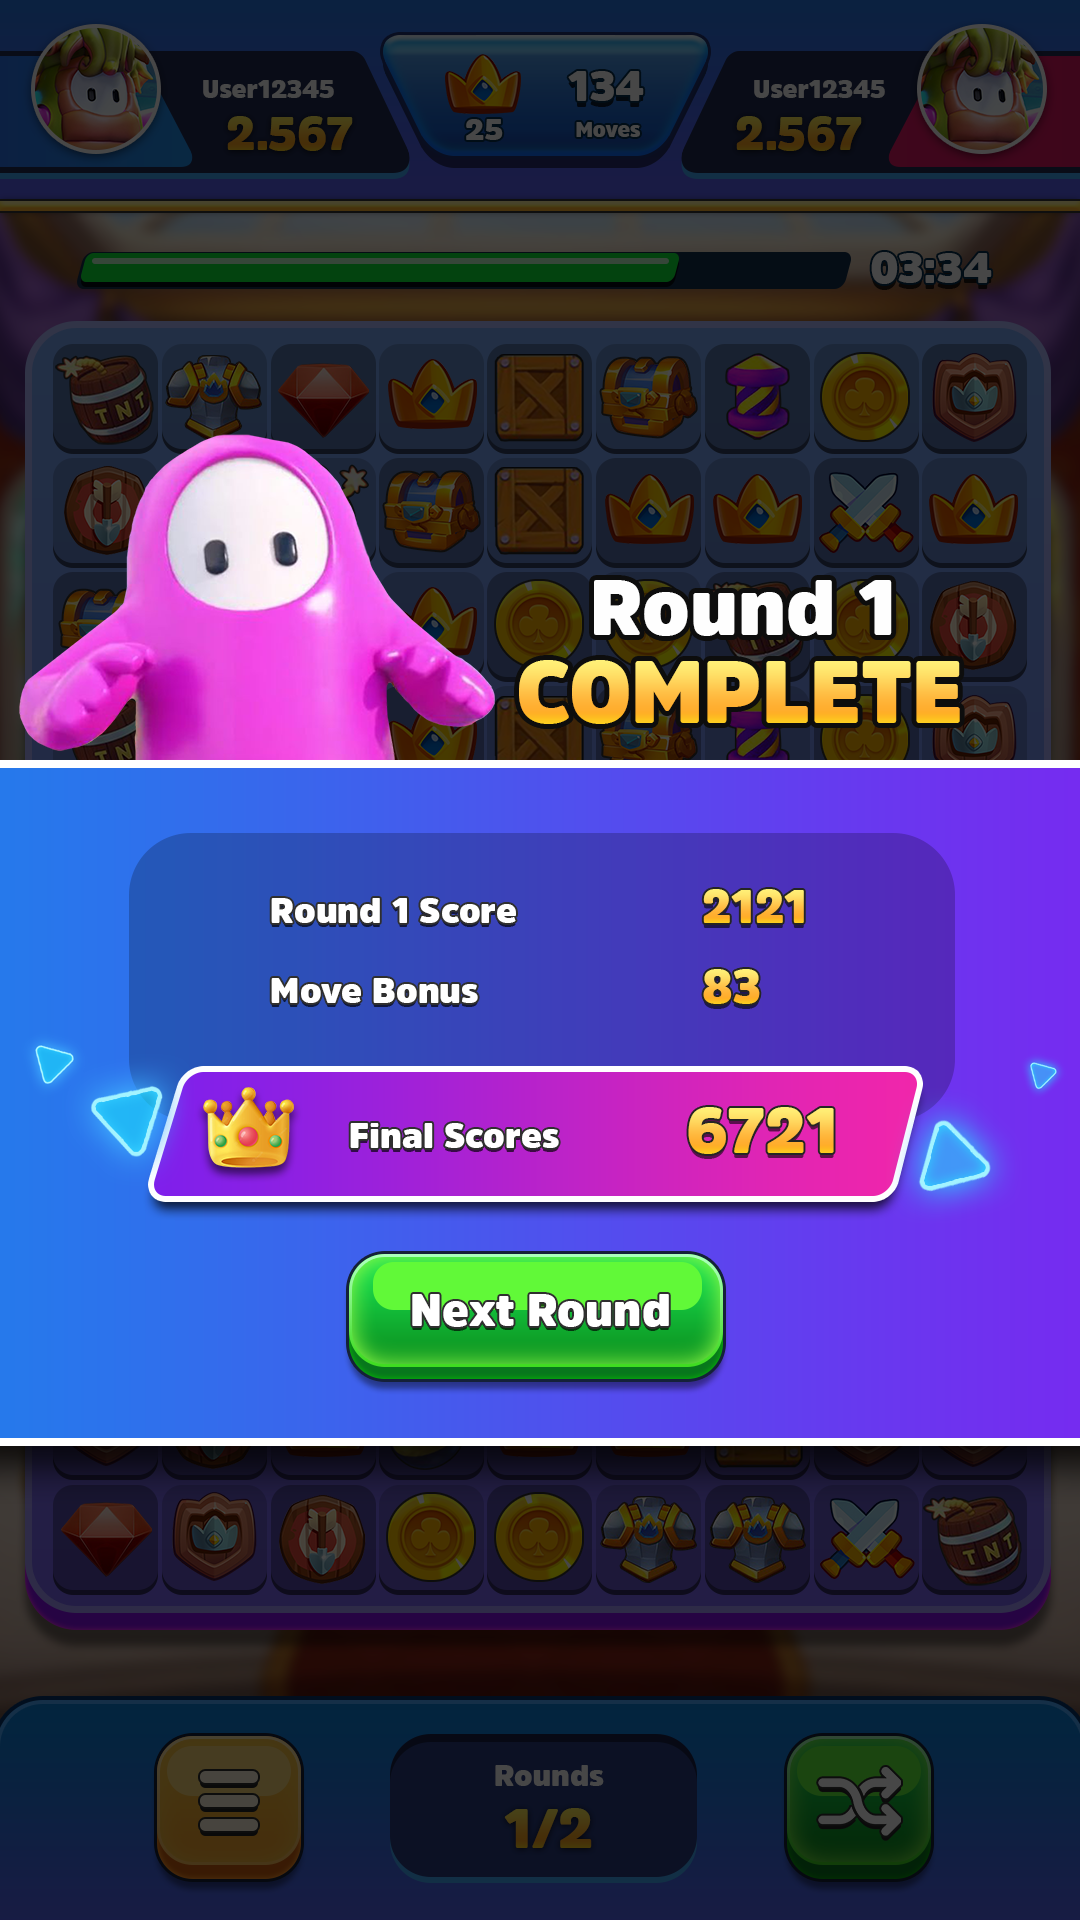 User12345
2.567
25
134
Moves
User12345
2.567
03:34
TNT
Round 1
COMPLETE
Round 1 Score 2121
Move Bonus 83
Final Scores 6721
Next Round
TNT
Rounds
1/2